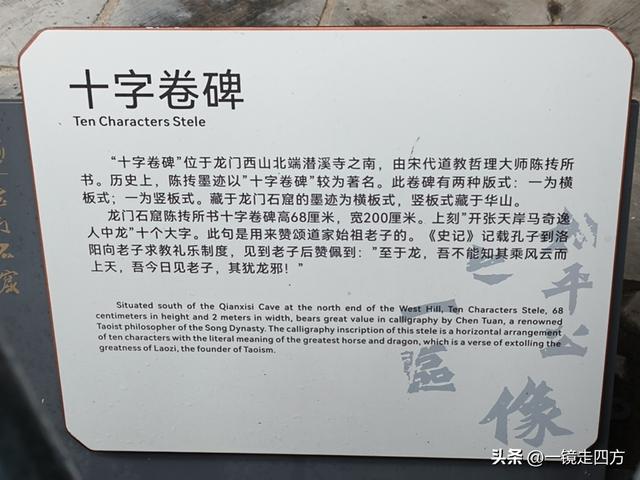 十字卷碑
Ten Characters Stele
“十字卷碑”位于龙门西山北端潜溪寺之南，由宋代道教哲理大师陈抟所
书。历史上，陈抟墨迹以“十字卷碑”较为著名。此卷碑有两种版式：一为横
板式；一为竖板式。藏于龙门石窟的墨迹为横板式，竖板式藏于华山。
龙门石窟陈抟所书十字卷碑高68厘米，宽200厘米。上刻“开张天岸马奇逸
人中龙”十个大字。此句是用来赞颂道家始祖老子的。《史记》记载孔子到洛
阳向老子求教礼乐制度，见到老子后赞佩到：“至于龙，吾不能知其乘风云而
上天，吾今日见老子，其犹龙邪！”
Situated south of the Qianxisi Cave at the north end of the West Hill, Ten Characters Stele, 68
centimeters in height and 2 meters in width, bears great value in calligraphy by Chen Tuan, a renowned
Taoist philosopher of the Song Dynasty. The calligraphy inscription of this stele is a horizontal arrangement
of ten characters with the literal meaning of the greatest horse and dragon, which is a verse of extolling the
greatness of Laozi, the founder of Taoism.
平公
一區
像
头条 @一镜走四方